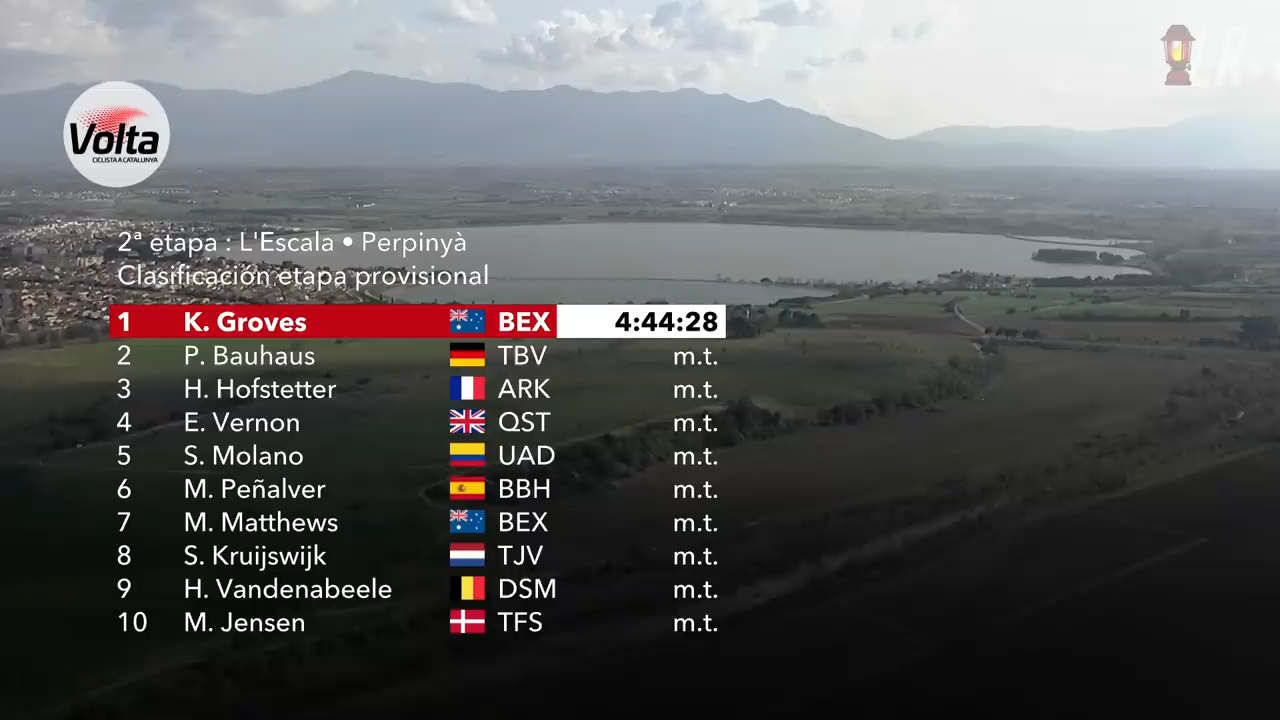 Volta
CICLISTA A CATALUNYA
2ª etapa : L'Escala • Perpinyà
Clasificación etapa provisional
1 K. Groves BEX 4:44:28
2 P. Bauhaus TBV m.t.
3 H. Hofstetter ARK m.t.
4 E. Vernon QST m.t.
5 S. Molano UAD m.t.
6 M. Peñalver BBH m.t.
7 M. Matthews BEX m.t.
8 S. Kruijswijk TJV m.t.
9 H. Vandenabeele DSM m.t.
10 M. Jensen TFS m.t.